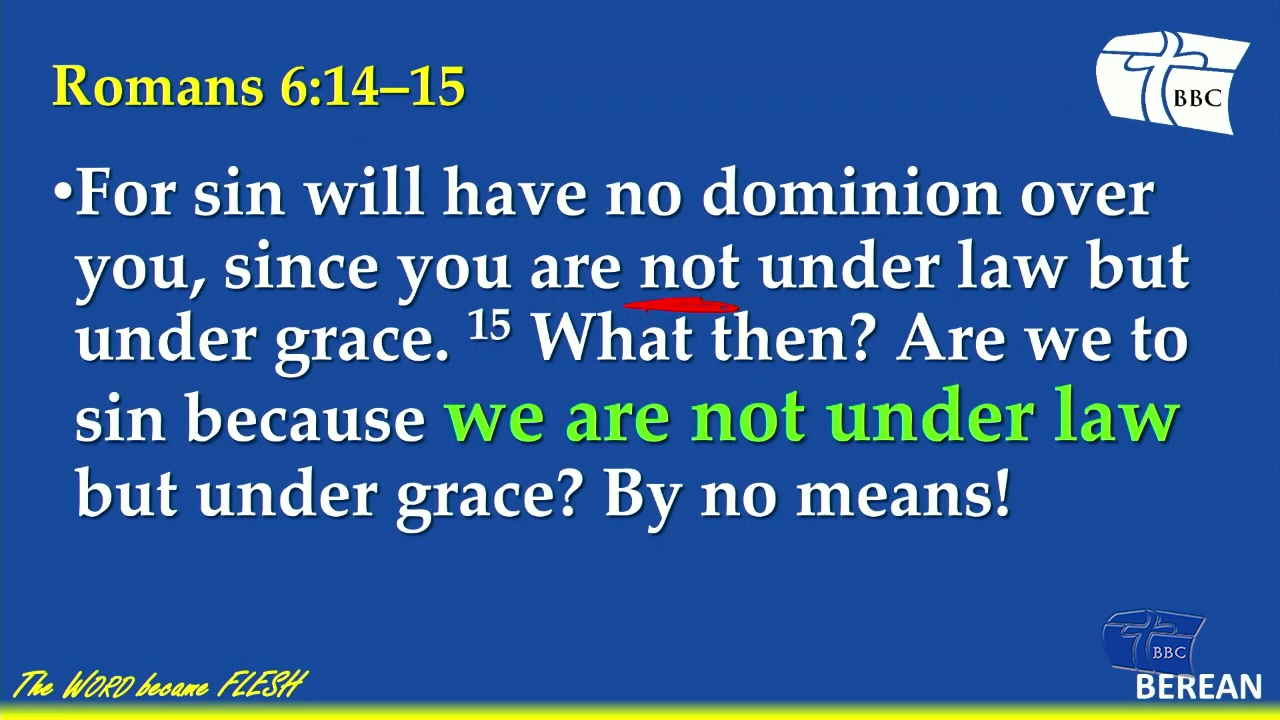 Romans 6:14–15
BBC
•For sin will have no dominion over
you, since you are not under law but
under grace. 15 What then? Are we to
sin because we are not under law
but under grace? By no means!
BBC
The WORD became FLESH
BEREAN